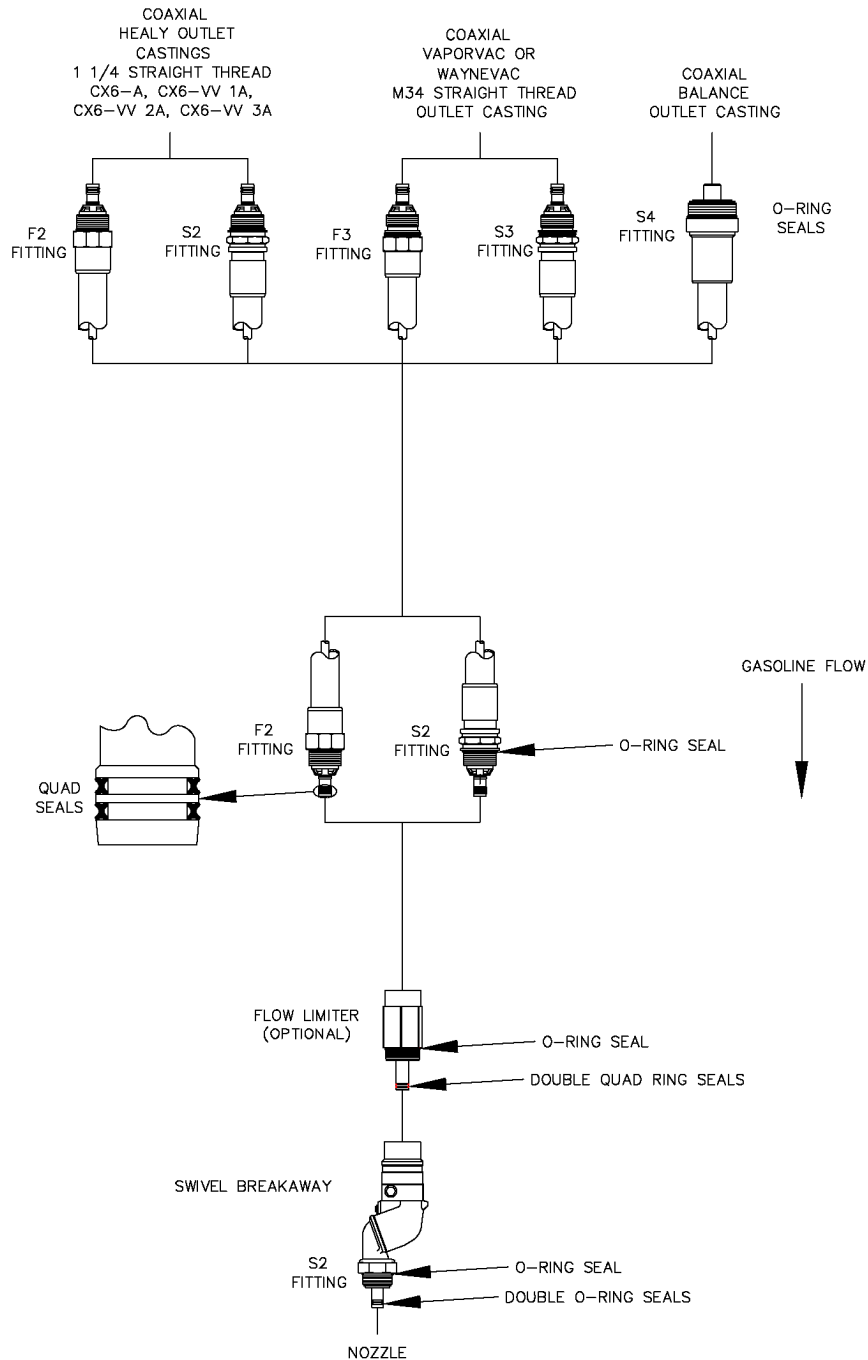 COAXIAL
HEALY OUTLET
CASTINGS
1 1/4 STRAIGHT THREAD
CX6-A, CX6-VV 1A,
CX6-VV 2A, CX6-VV 3A
COAXIAL
VAPORVAC OR
WAYNEVAC
M34 STRAIGHT THREAD
OUTLET CASTING
COAXIAL
BALANCE
OUTLET CASTING
F2
FITTING
S2
FITTING
F3
FITTING
S3
FITTING
S4
FITTING
O-RING
SEALS
GASOLINE FLOW
F2
FITTING
S2
FITTING
O-RING SEAL
QUAD
SEALS
FLOW LIMITER
(OPTIONAL)
O-RING SEAL
DOUBLE QUAD RING SEALS
SWIVEL BREAKAWAY
S2
FITTING
O-RING SEAL
DOUBLE O-RING SEALS
NOZZLE